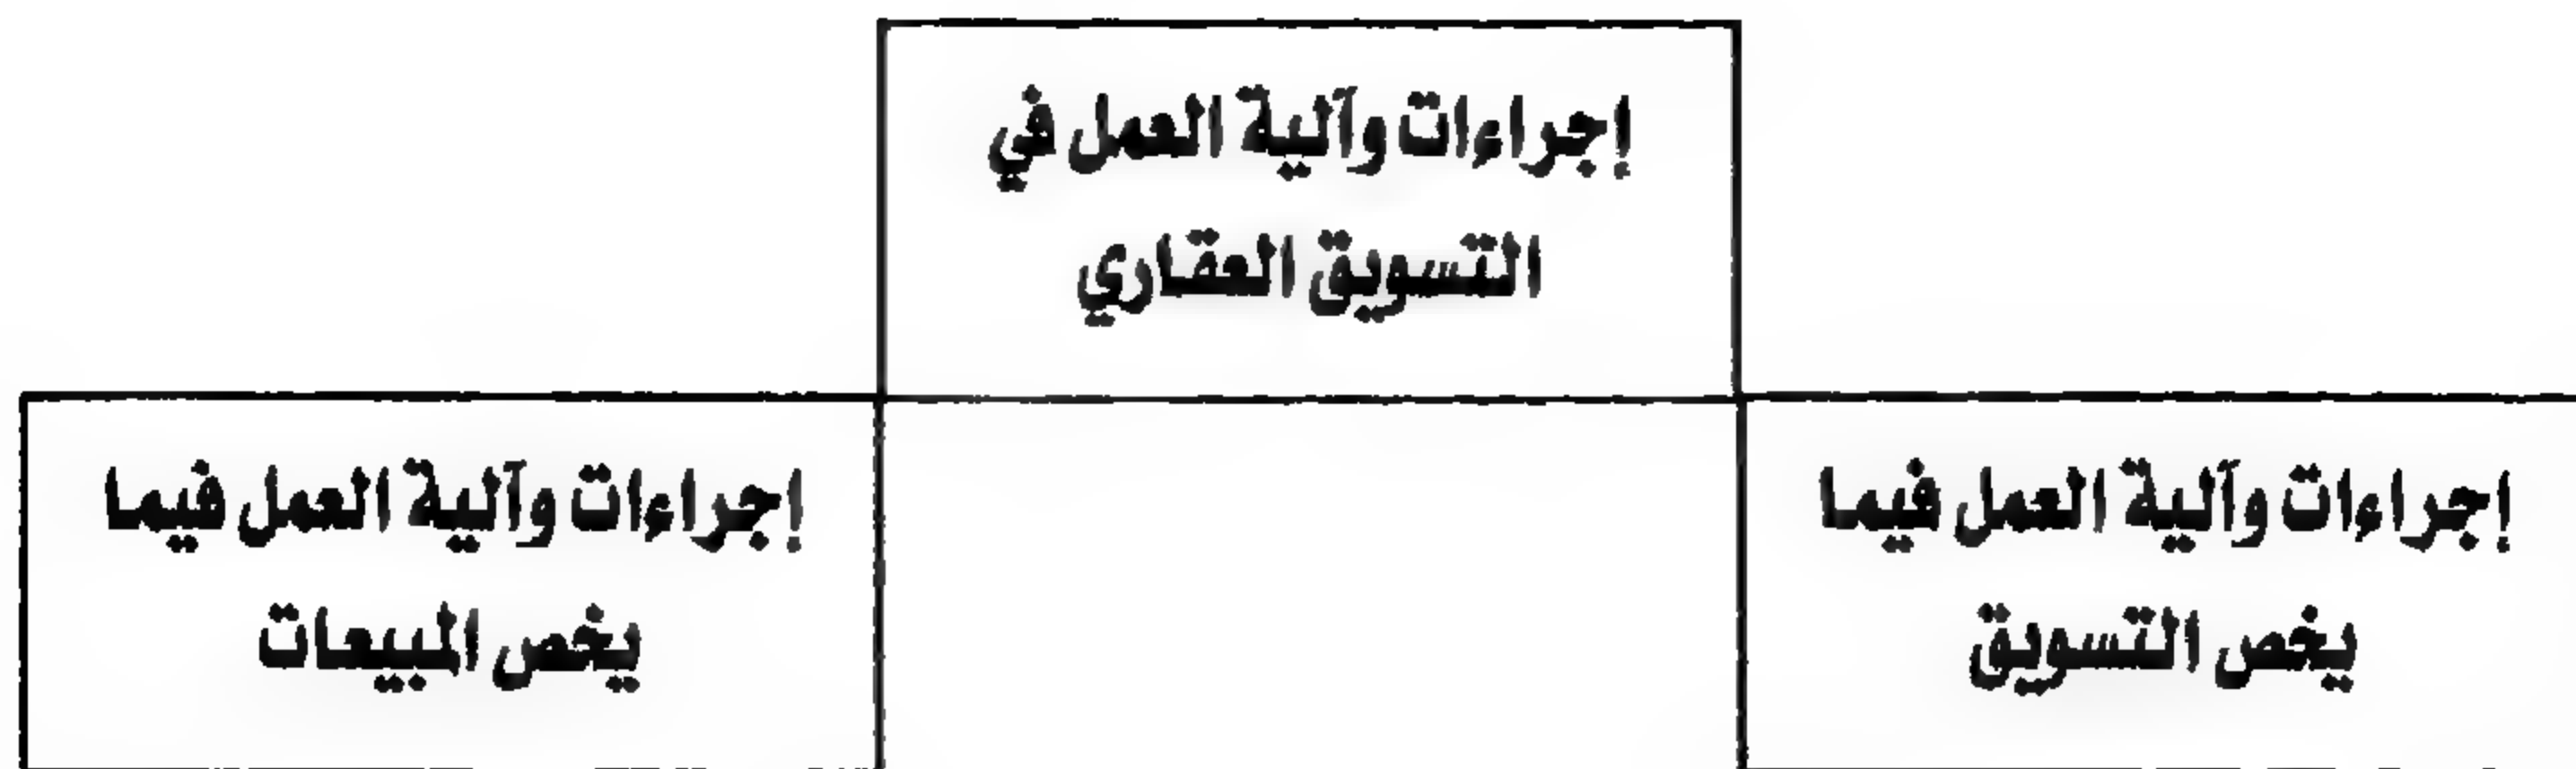 إجراءات وآلية العمل في
التسويق العقاري
إجراءات وآلية العمل فيما
يخص التسويق
إجراءات وآلية العمل فيما
يخص المبيعات